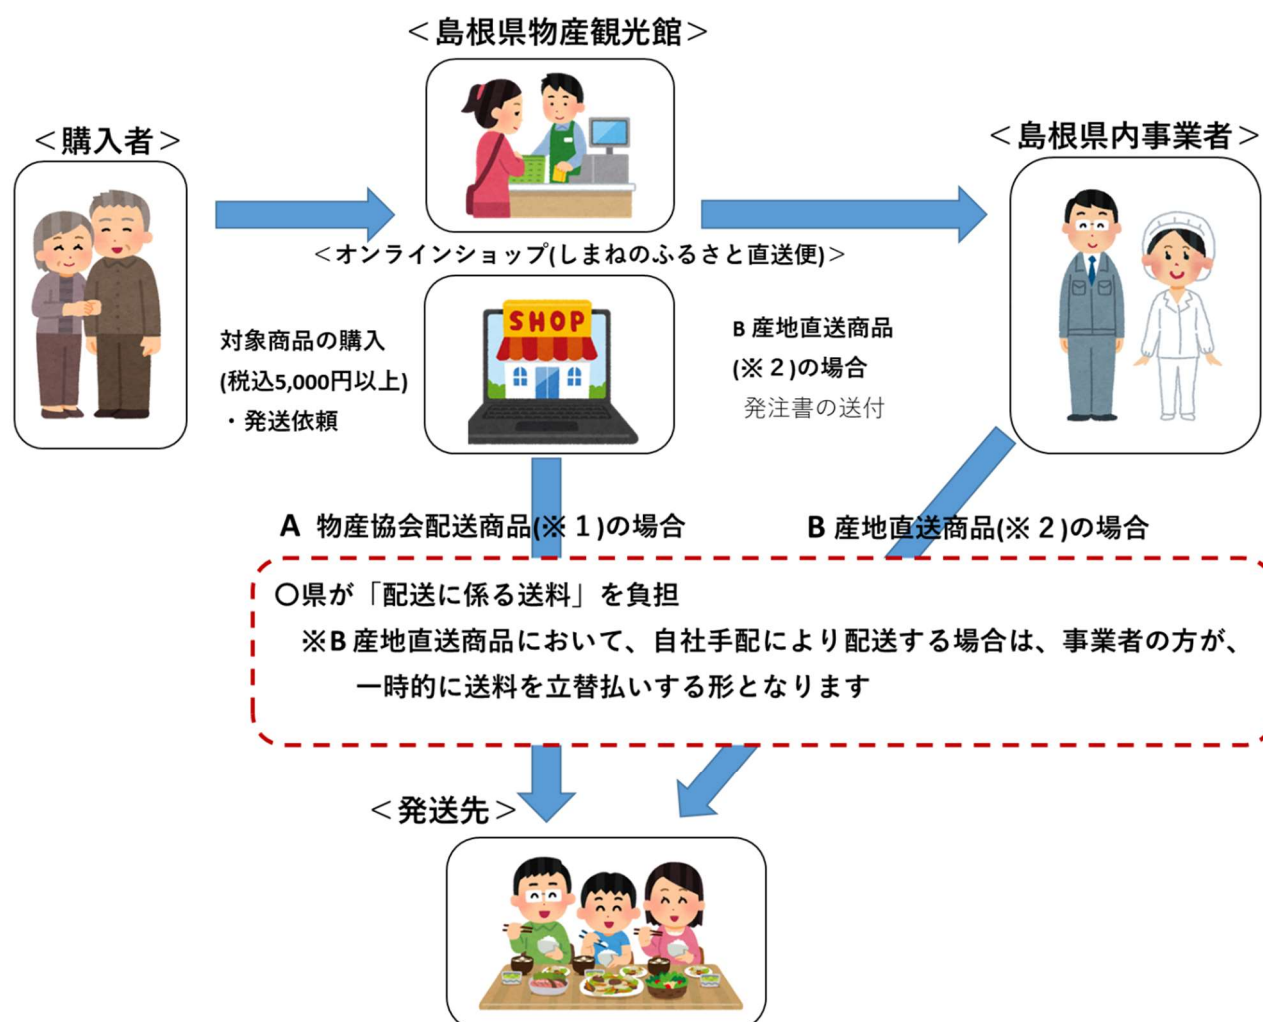 ＜島根県物産観光館＞
＜購入者＞
＜島根県内事業者＞
＜オンラインショップ(しまねのふるさと直送便)＞
SHOP
対象商品の購入
(税込5,000円以上)
・発送依頼
B 産地直送商品
(※２)の場合
発注書の送付
A 物産協会配送商品(※１)の場合
B 産地直送商品(※２)の場合
〇県が「配送に係る送料」を負担
※B 産地直送商品において、自社手配により配送する場合は、事業者の方が、
一時的に送料を立替払いする形となります
＜発送先＞